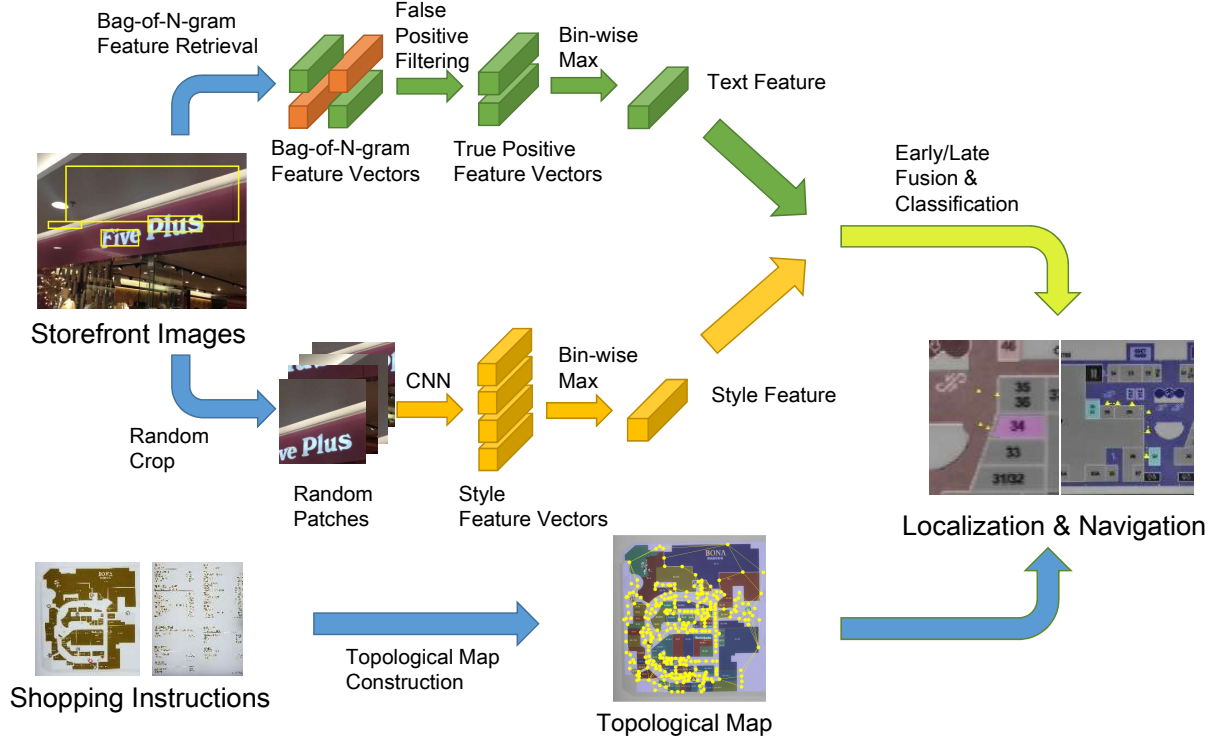 Bag-of-N-gram
Feature Retrieval
False
Positive
Filtering
Bin-wise
Max
Text Feature
Bag-of-N-gram
Feature Vectors
True Positive
Feature Vectors
Early/Late
Fusion &
Classification
Five Plus
Storefront Images
CNN
Bin-wise
Max
Style Feature
ve Plus
Random
Crop
Random
Patches
Style
Feature Vectors
46
35
36
34
33
31/32
Localization & Navigation
BONA
BONA
Topological Map
Construction
Shopping Instructions
Topological Map